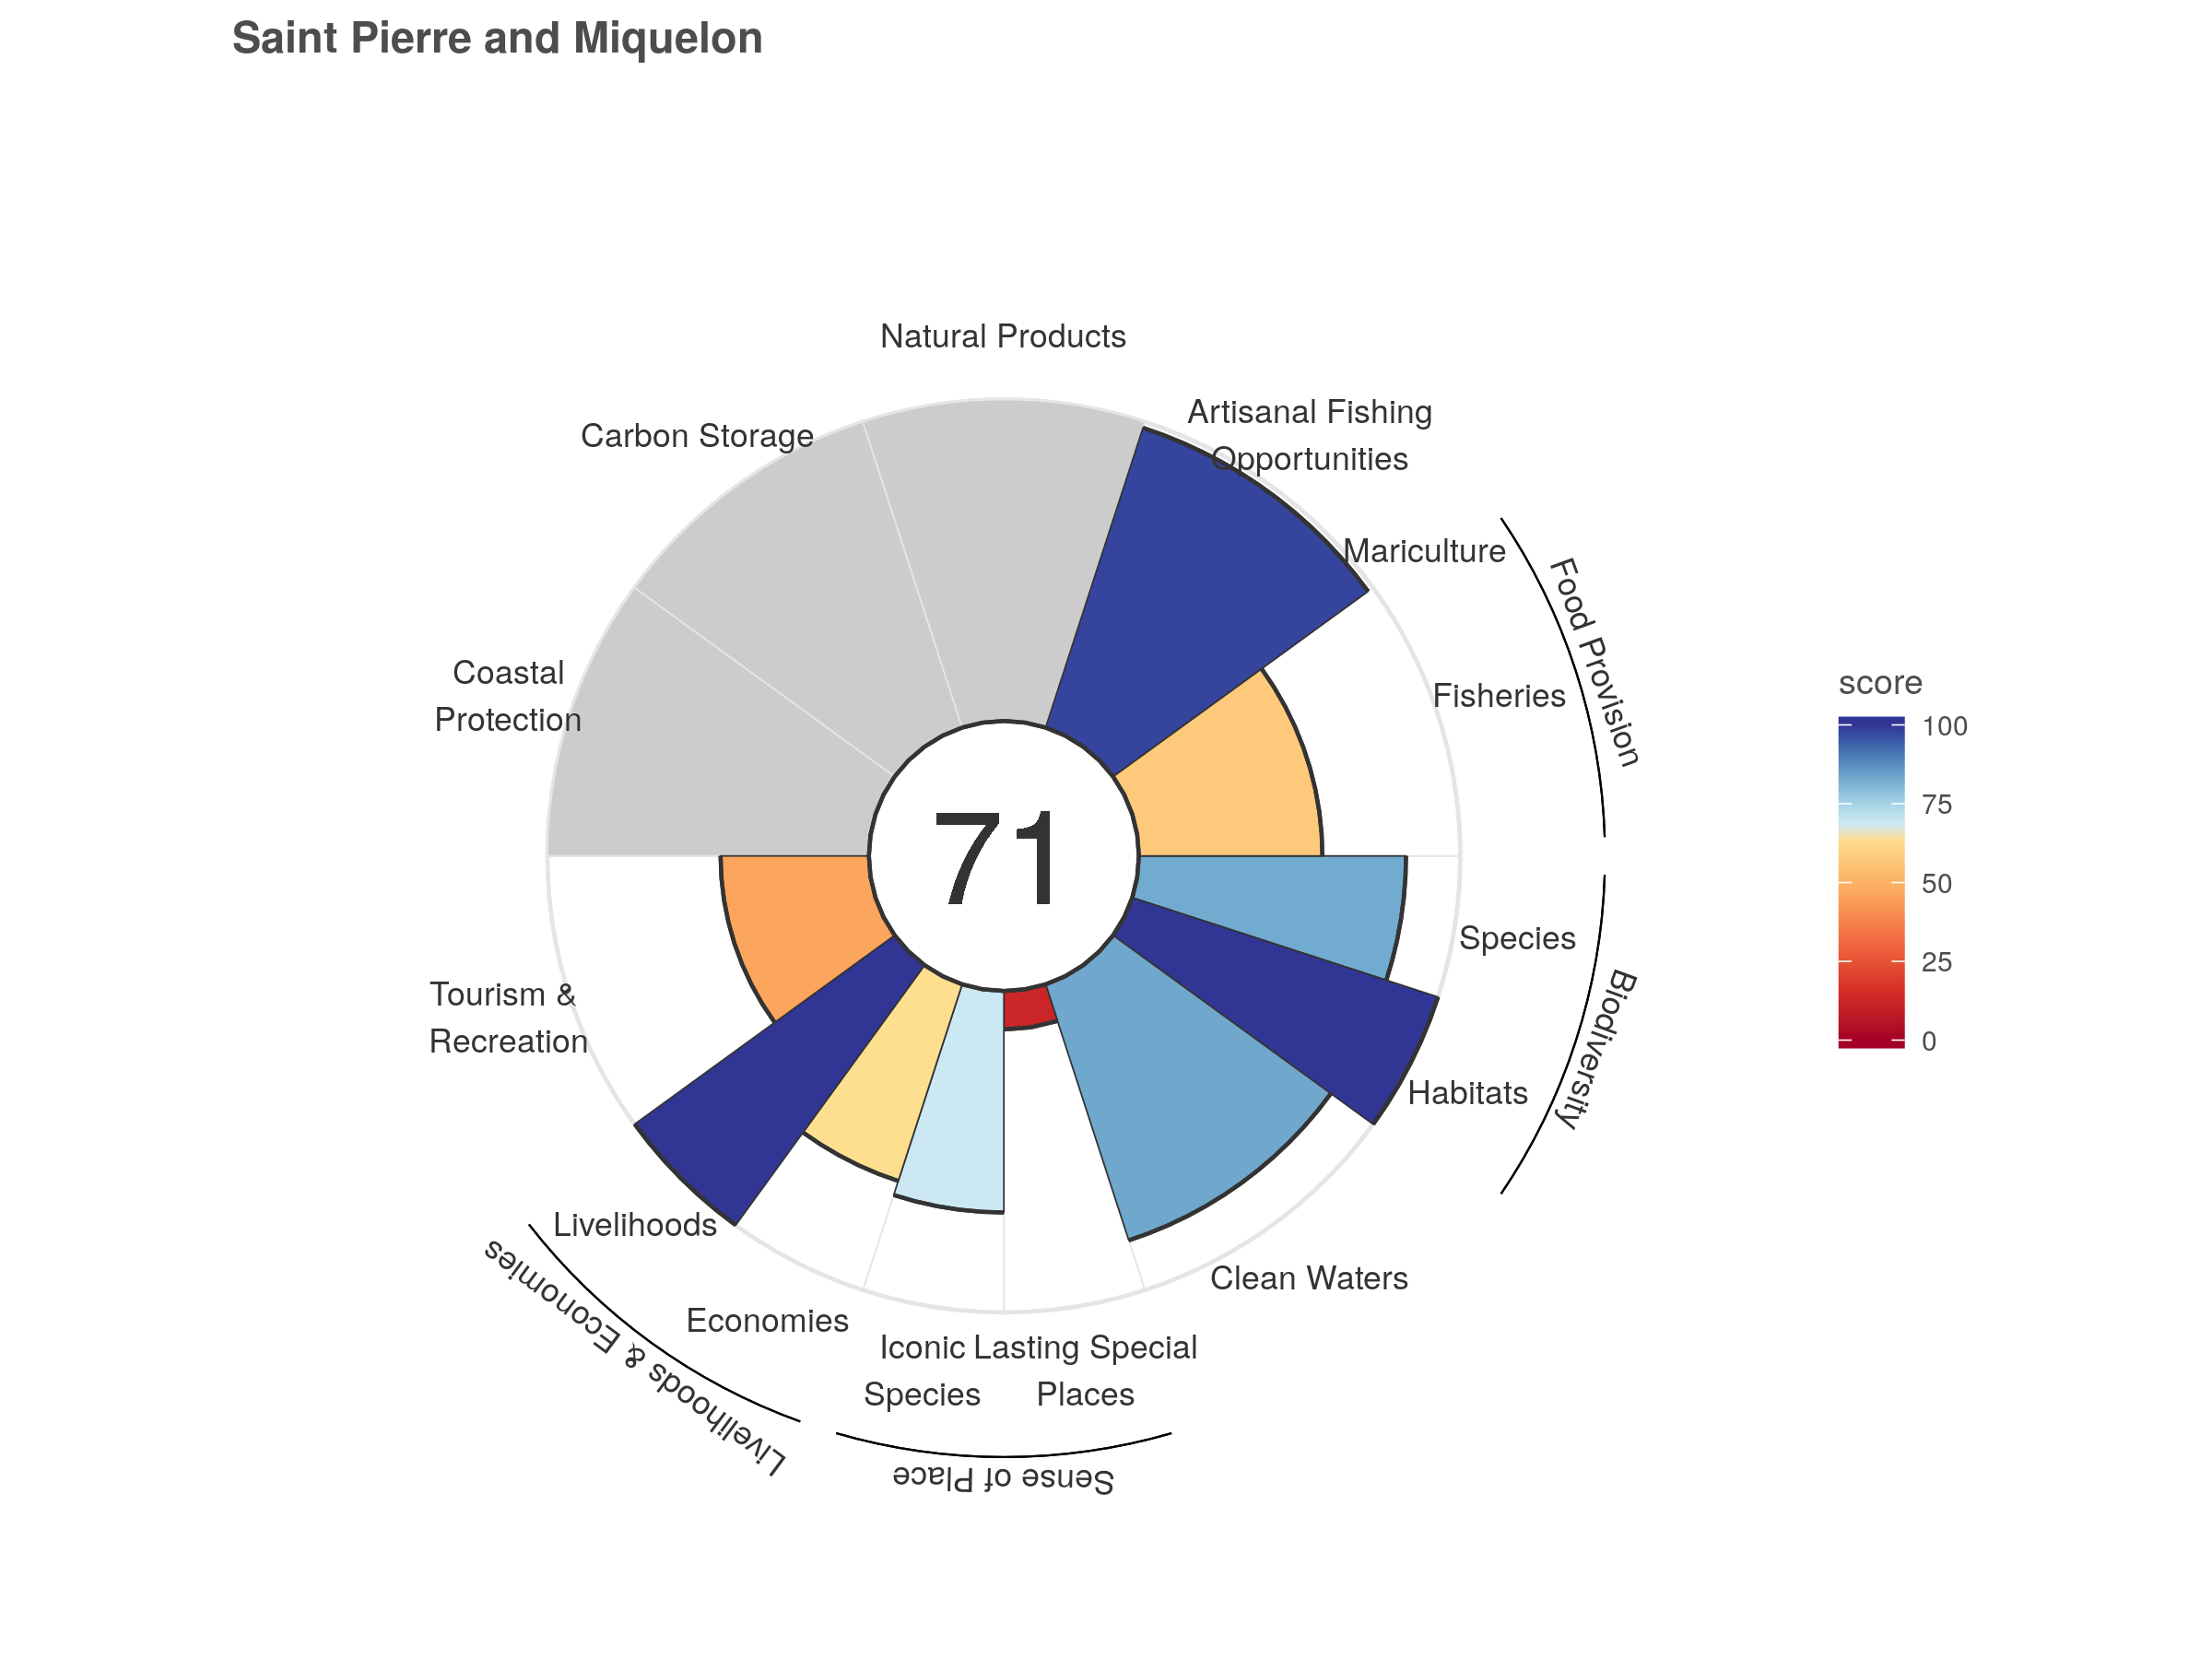 Saint Pierre and Miquelon
Natural Products
Artisanal Fishing
Opportunities
Carbon Storage
Mariculture
Food Provision
Fisheries
Coastal
Protection
score
100
75
50
25
0
71
Species
Biodiversity
Habitats
Tourism &
Recreation
Livelihoods
Clean Waters
Economies
Iconic
Species
Lasting Special
Places
Livelihoods & Economies
Sense of Place